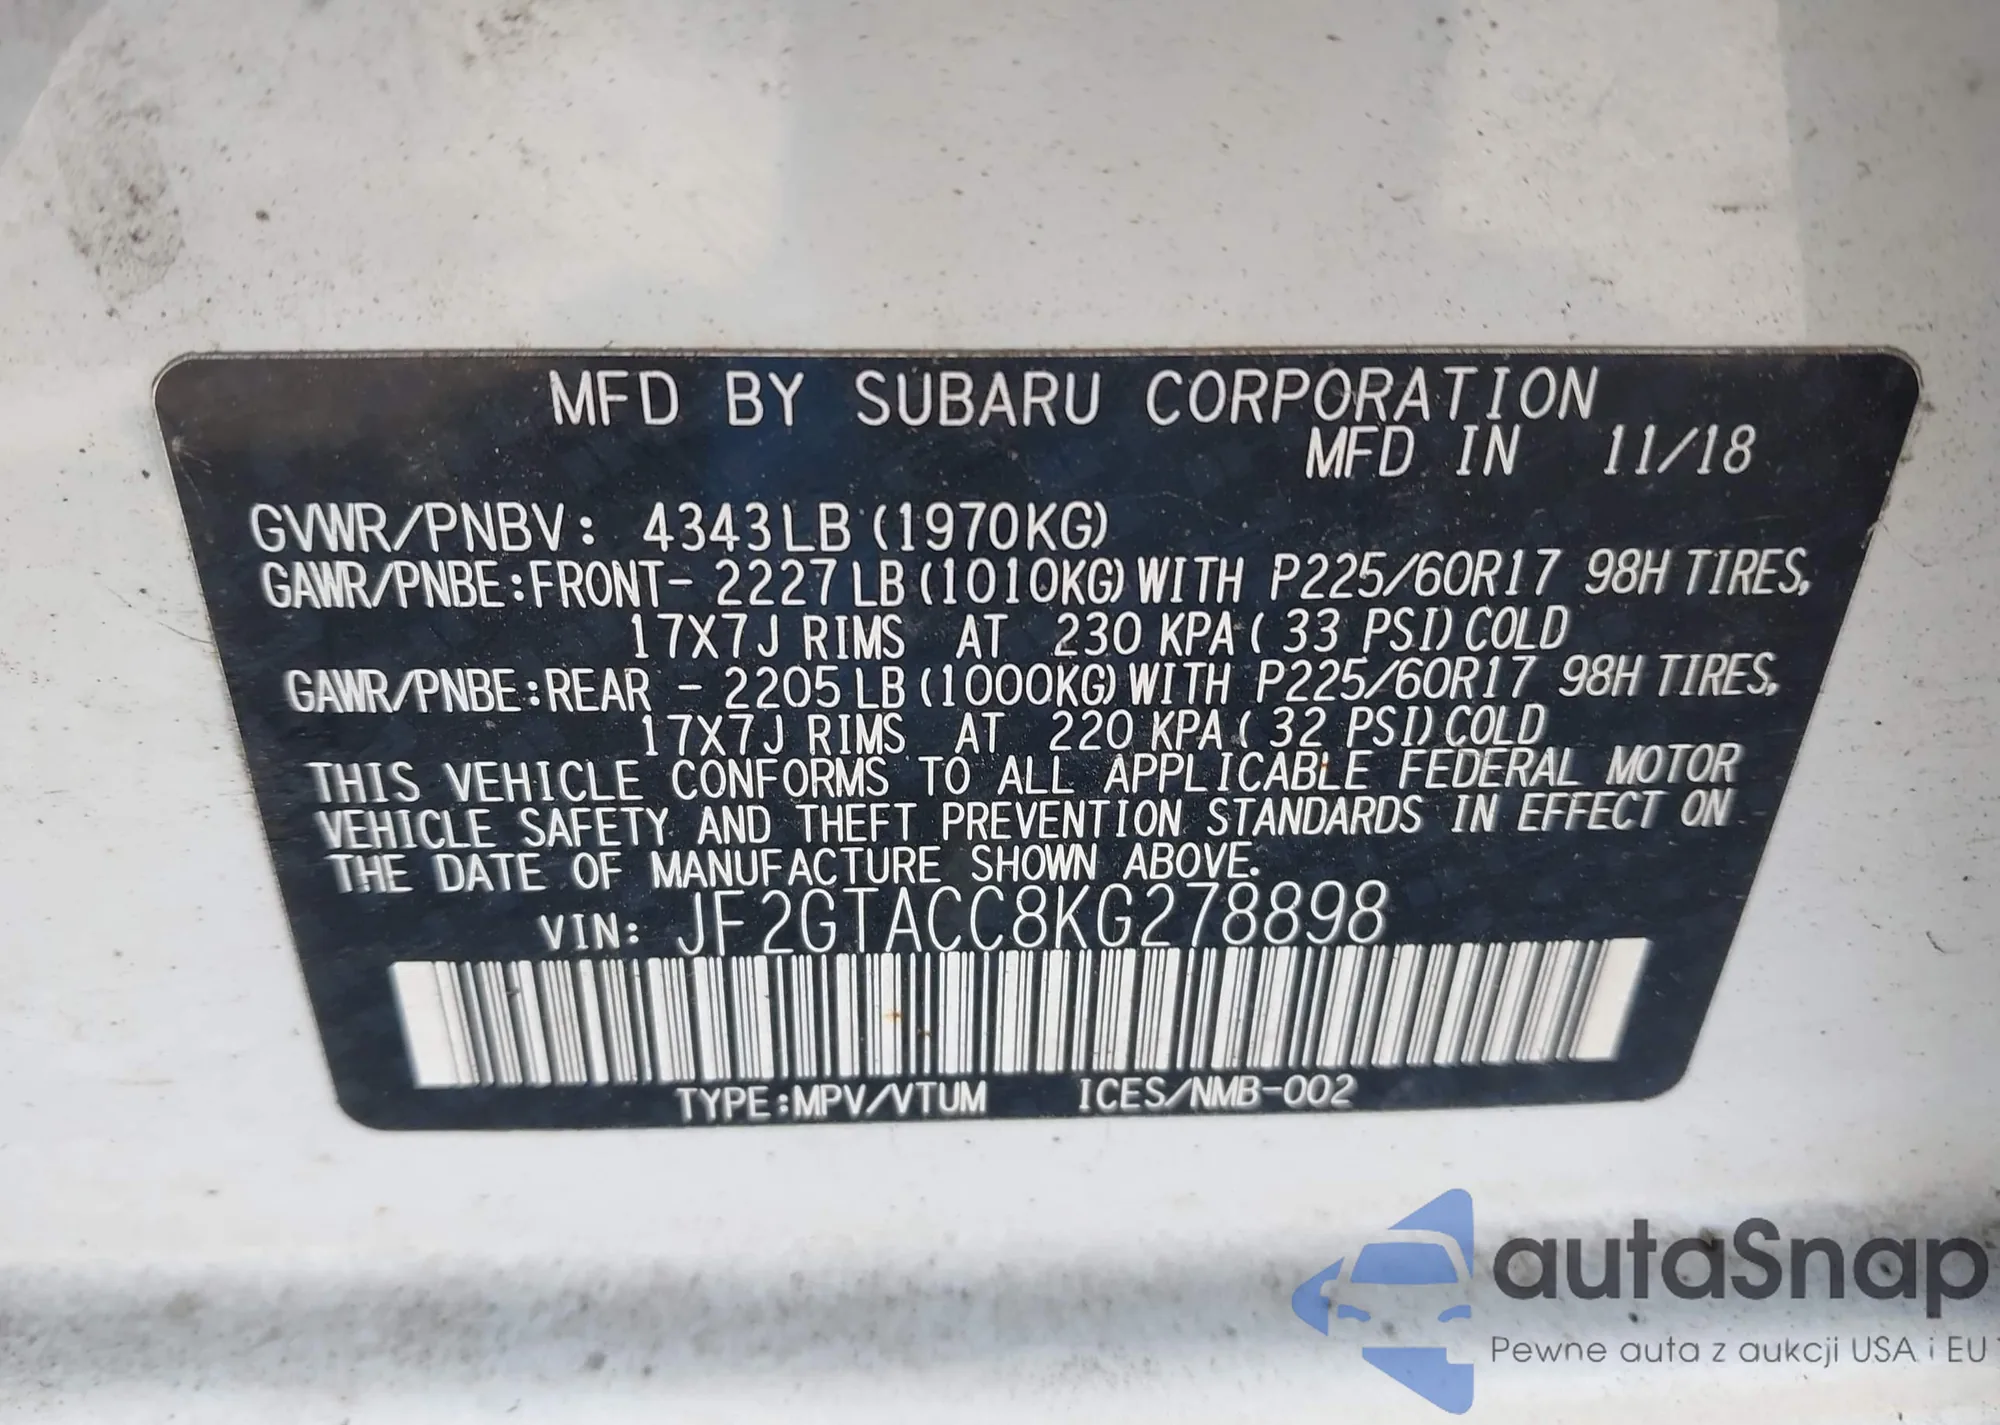 MFD BY SUBARU CORPORATION
MFD IN 11/18
GVWR/PNBV: 4343LB (1970KG)
GAWR/PNBE:FRONT- 2227LB (1010KG) WITH P225/60R17 98H TIRES,
17X7J RIMS AT 230 KPA ( 33 PSI) COLD
GAWR/PNBE:REAR - 2205LB (1000KG) WITH P225/60R17 98H TIRES,
17X7J RIMS AT 220 KPA ( 32 PSI) COLD
THIS VEHICLE CONFORMS TO ALL APPLICABLE FEDERAL MOTOR
VEHICLE SAFETY AND THEFT PREVENTION STANDARDS IN EFFECT ON
THE DATE OF MANUFACTURE SHOWN ABOVE.
VIN: JF2GTACC8KG278898
TYPE:MPV/VTUM ICES/NMB-002
autaSnap
Pewne auta z aukcji USA i EU